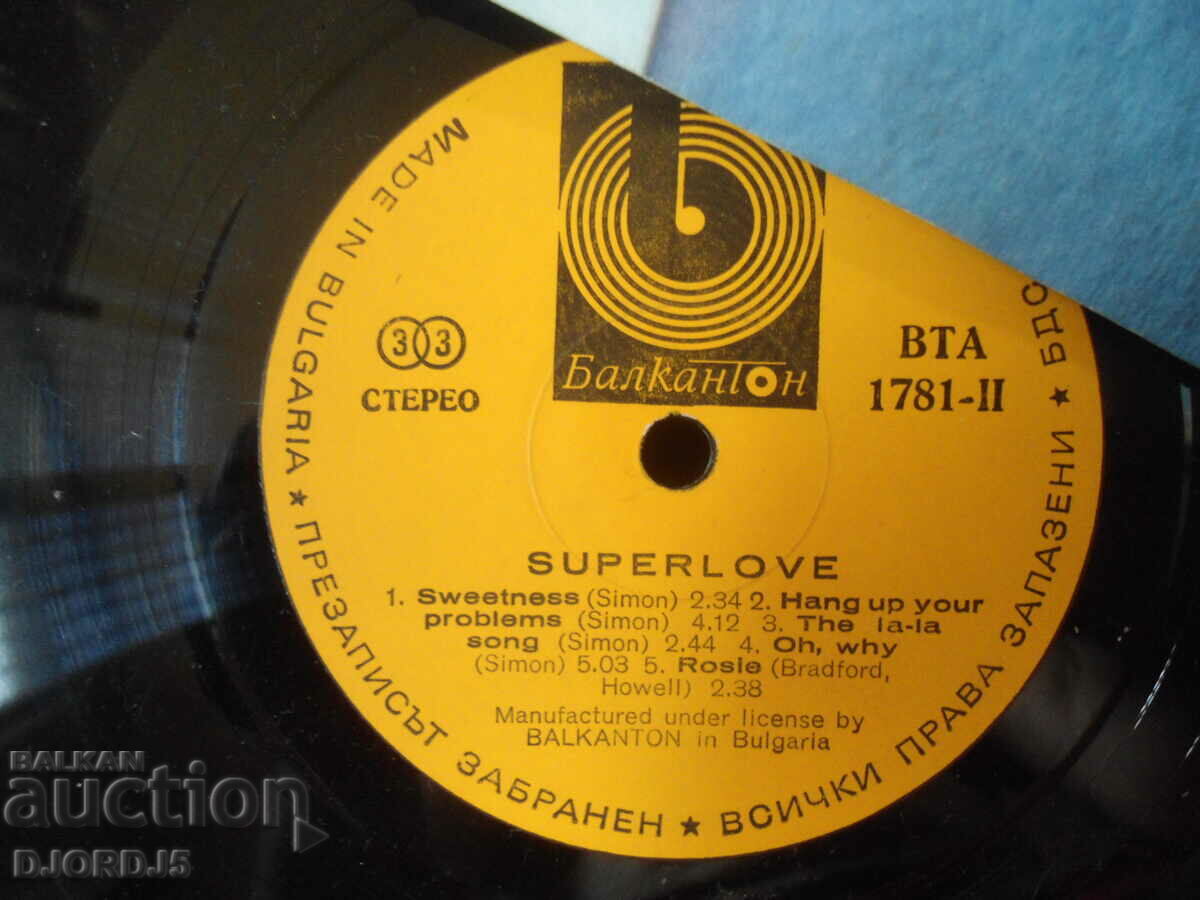 MADE IN BULGARIA ★ ПРЕЗАПИСЪТ ЗАБРАНЕН ★ ВСИЧКИ ПРАВА ЗАПАЗЕНИ ★ БДО
Балкантон
33
СТЕРЕО
ВТА
1781-II
SUPERLOVE
1. Sweetness (Simon) 2.34 2. Hang up your
problems (Simon) 4.12 3. The la-la
song (Simon) 2.44 4. Oh, why
(Simon) 5.03 5. Rosie (Bradford,
Howell) 2.38
Manufactured under license by
BALKANTON in Bulgaria
BALKAN
auction
DJORDJ5